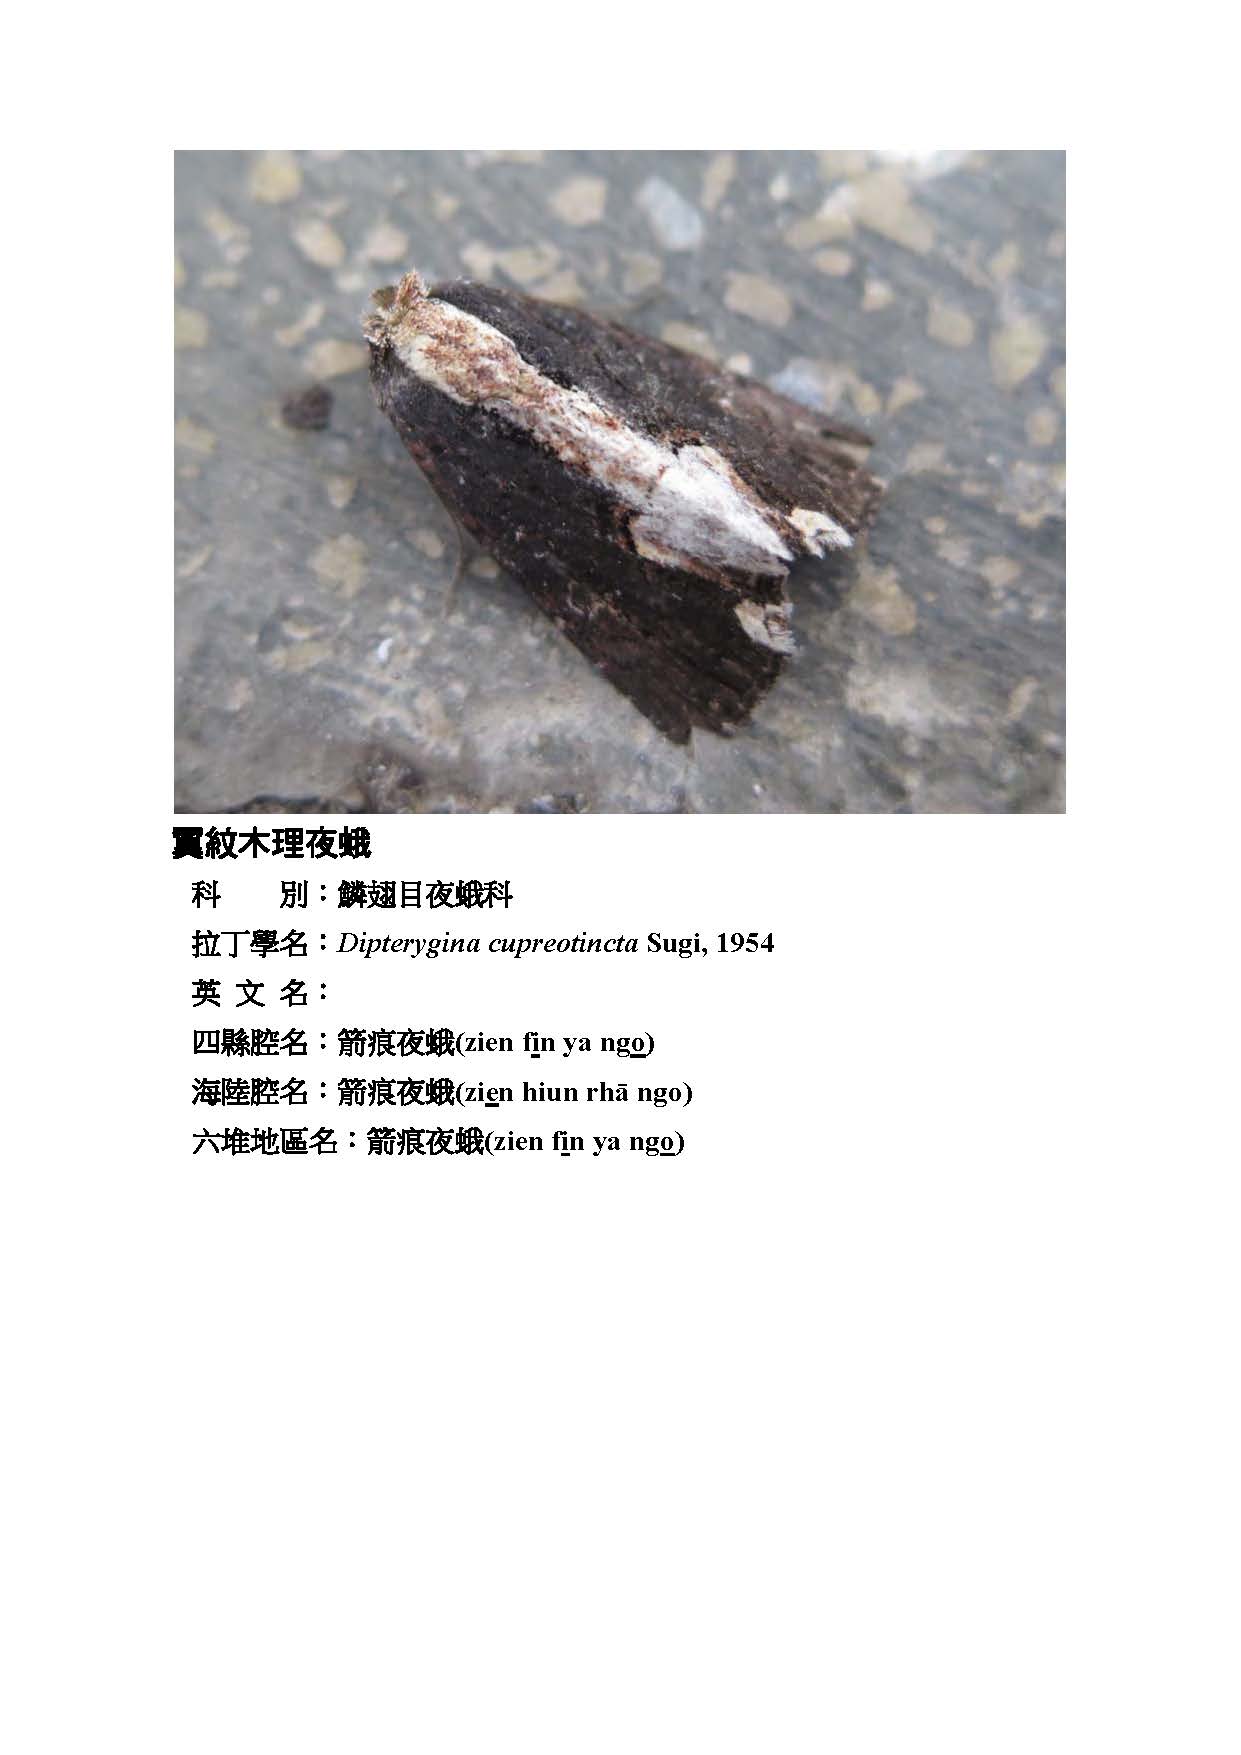 紋木理夜蛾
科　　別：鱗翅目夜蛾科
拉丁學名：Dipterygina cupreotincta Sugi, 1954
英 文 名：
四縣腔名：箭痕夜蛾(zien fin ya ngo)
海陸腔名：箭痕夜蛾(zien hiun rhā ngo)
六堆地區名：箭痕夜蛾(zien fin ya ngo)